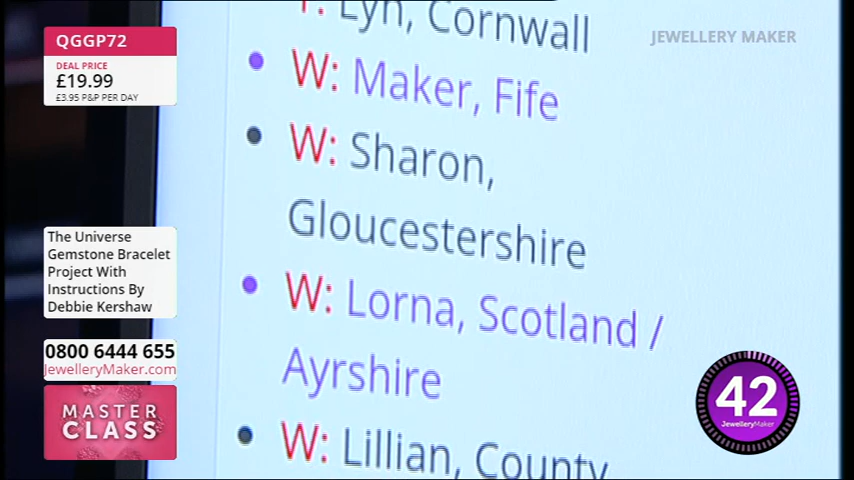 QGGP72
DEAL PRICE
£19.99
£3.95 P&P PER DAY
The Universe
Gemstone Bracelet
Project With
Instructions By
Debbie Kershaw
0800 6444 655
JewelleryMaker.com
MASTER
CLASS
JEWELLERY MAKER
Lyn, Cornwall
W: Maker, Fife
W: Sharon,
Gloucestershire
W: Lorna, Scotland /
Ayrshire
W: Lillian, County
42
JewelleryMaker